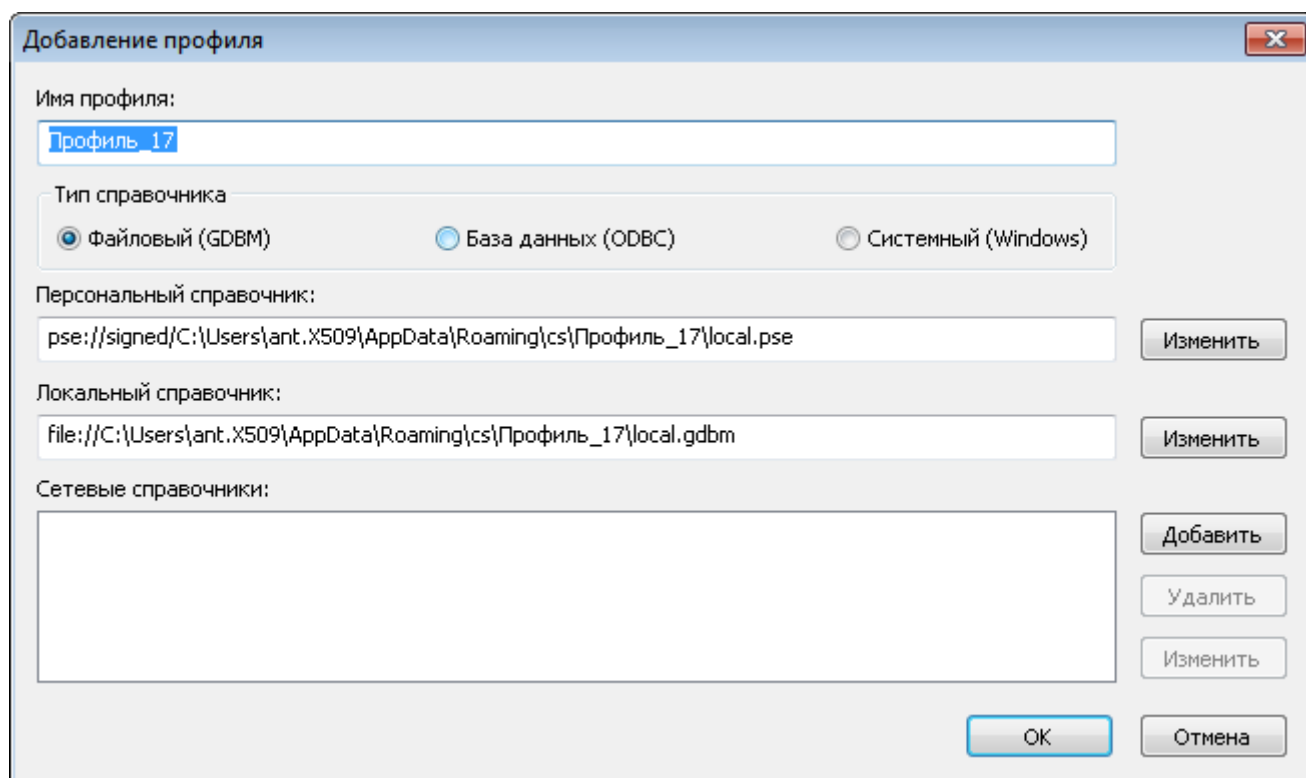 Добавление профиля
Имя профиля:
Профиль_17
Тип справочника
Файловый (GDBM) База данных (ODBC) Системный (Windows)
Персональный справочник:
pse://signed/C:\Users\ant.X509\AppData\Roaming\cs\Профиль_17\local.pse Изменить
Локальный справочник:
file://C:\Users\ant.X509\AppData\Roaming\cs\Профиль_17\local.gdbm Изменить
Сетевые справочники:
Добавить
Удалить
Изменить
ОК Отмена